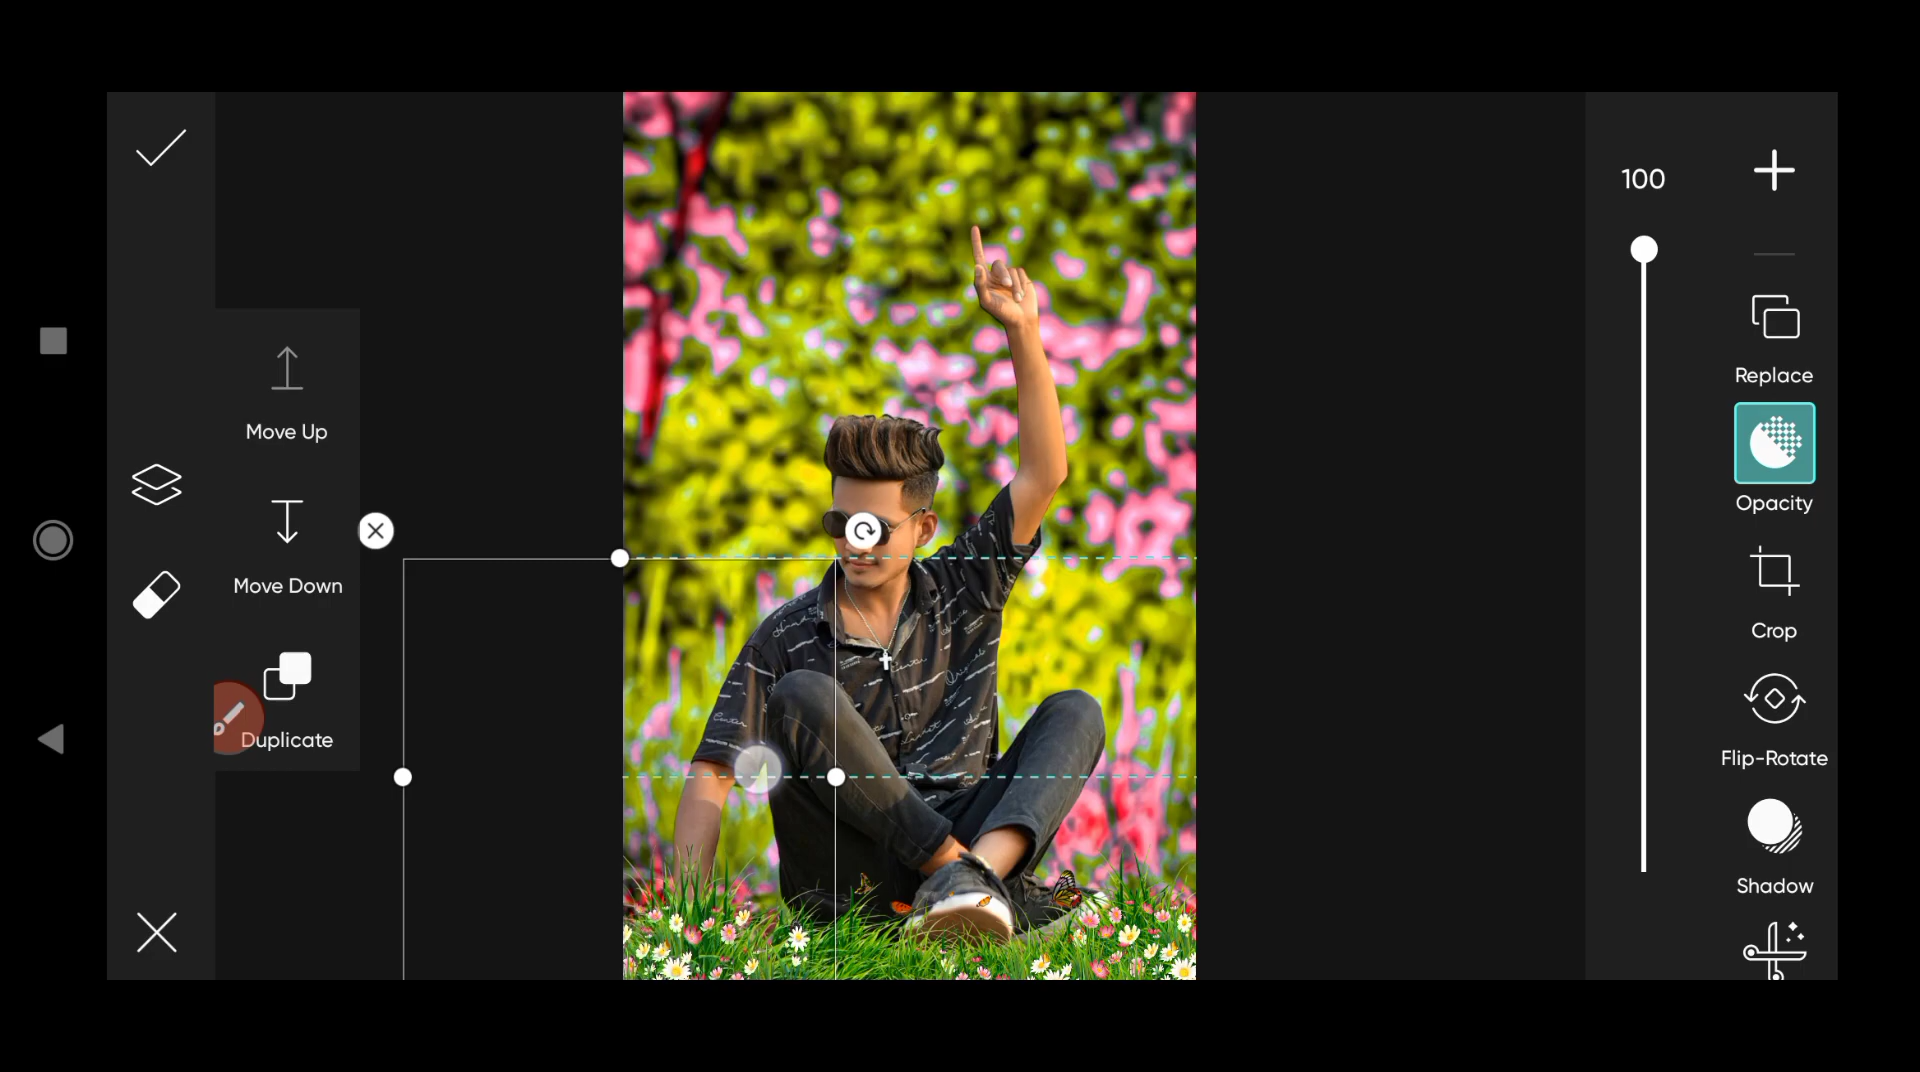 100
Move Up
Replace
Opacity
Move Down
Crop
Duplicate
Flip-Rotate
Shadow